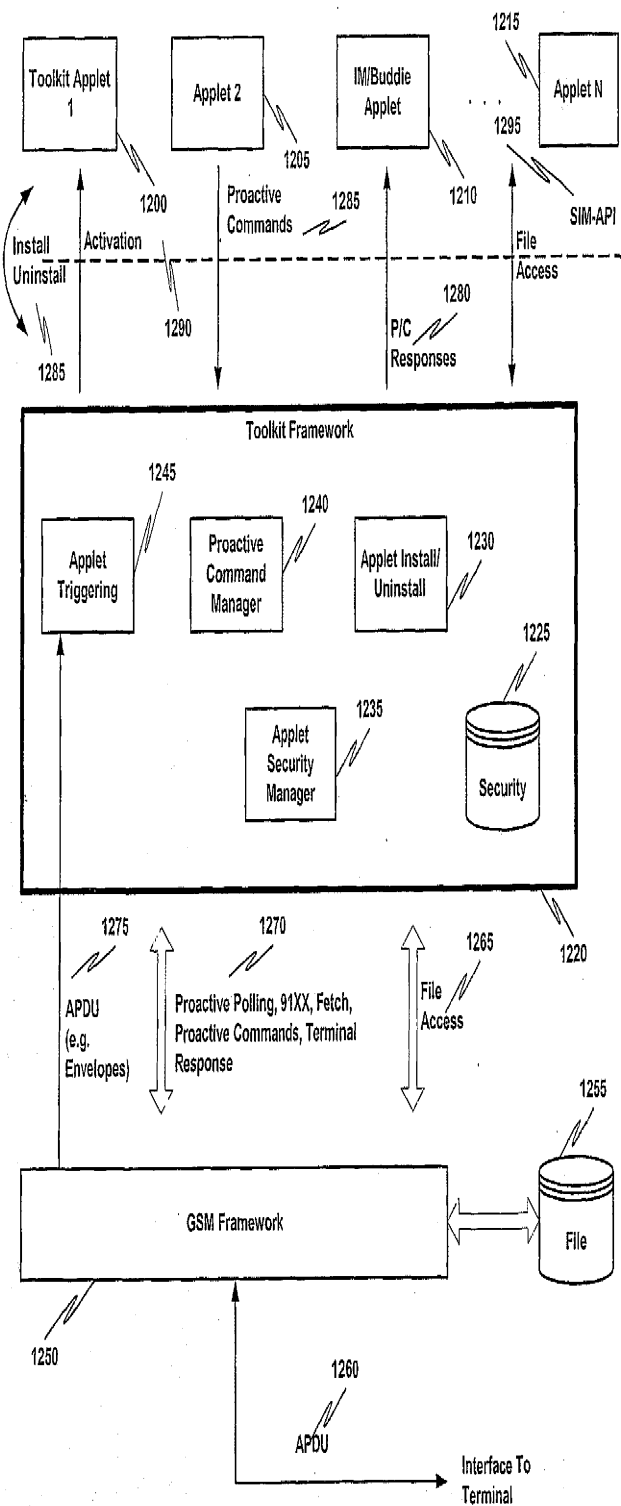 1215
Toolkit Applet
1
Applet 2
IM/Buddie
Applet
. . .
Applet N
1295
1205
1200
1210
SIM-API
Proactive
Commands
1285
Install
Uninstall
Activation
File
Access
1290
1280
1285
P/C
Responses
Toolkit Framework
1245
1240
1230
Applet
Triggering
Proactive
Command
Manager
Applet Install/
Uninstall
1225
1235
Applet
Security
Manager
Security
1220
1275
1270
1265
APDU
(e.g.
Envelopes)
Proactive Polling, 91XX, Fetch,
Proactive Commands, Terminal
Response
File
Access
1255
GSM Framework
File
1250
1260
APDU
Interface To
Terminal